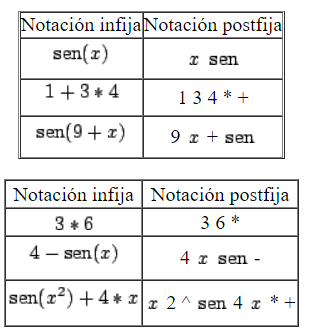 Notación infija Notación postfija
sen(x) x sen
1 + 3 * 4 1 3 4 * +
sen(9 + x) 9 x + sen
Notación infija Notación postfija
3 * 6 3 6 *
4 − sen(x) 4 x sen -
sen(x²) + 4 * x x 2 ^ sen 4 x * +